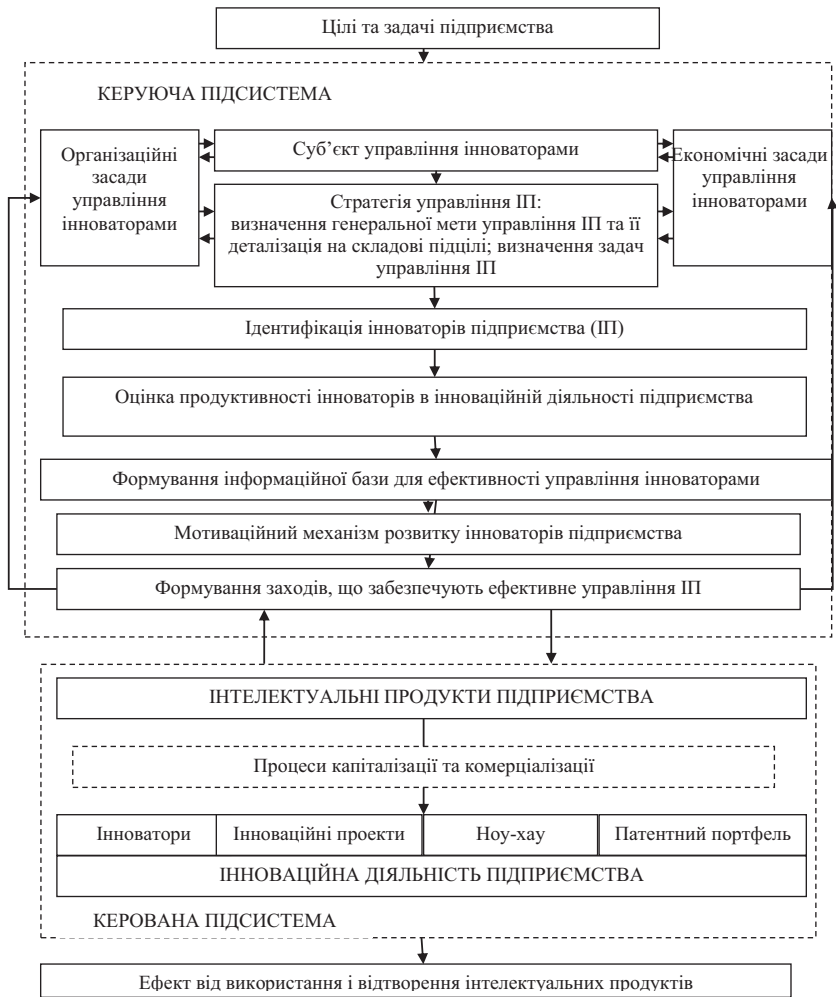 Цілі та задачі підприємства
КЕРУЮЧА ПІДСИСТЕМА
Організаційні
засади
управління
інноваторами
Суб’єкт управління інноваторами
Економічні засади
управління
інноваторами
Стратегія управління ІП:
визначення генеральної мети управління ІП та її
деталізація на складові підцілі; визначення задач
управління ІП
Ідентифікація інноваторів підприємства (ІП)
Оцінка продуктивності інноваторів в інноваційній діяльності підприємства
Формування інформаційної бази для ефективності управління інноваторами
Мотиваційний механізм розвитку інноваторів підприємства
Формування заходів, що забезпечують ефективне управління ІП
ІНТЕЛЕКТУАЛЬНІ ПРОДУКТИ ПІДПРИЄМСТВА
Процеси капіталізації та комерціалізації
Інноватори
Інноваційні проекти
Ноу-хау
Патентний портфель
ІННОВАЦІЙНА ДІЯЛЬНІСТЬ ПІДПРИЄМСТВА
КЕРОВАНА ПІДСИСТЕМА
Ефект від використання і відтворення інтелектуальних продуктів